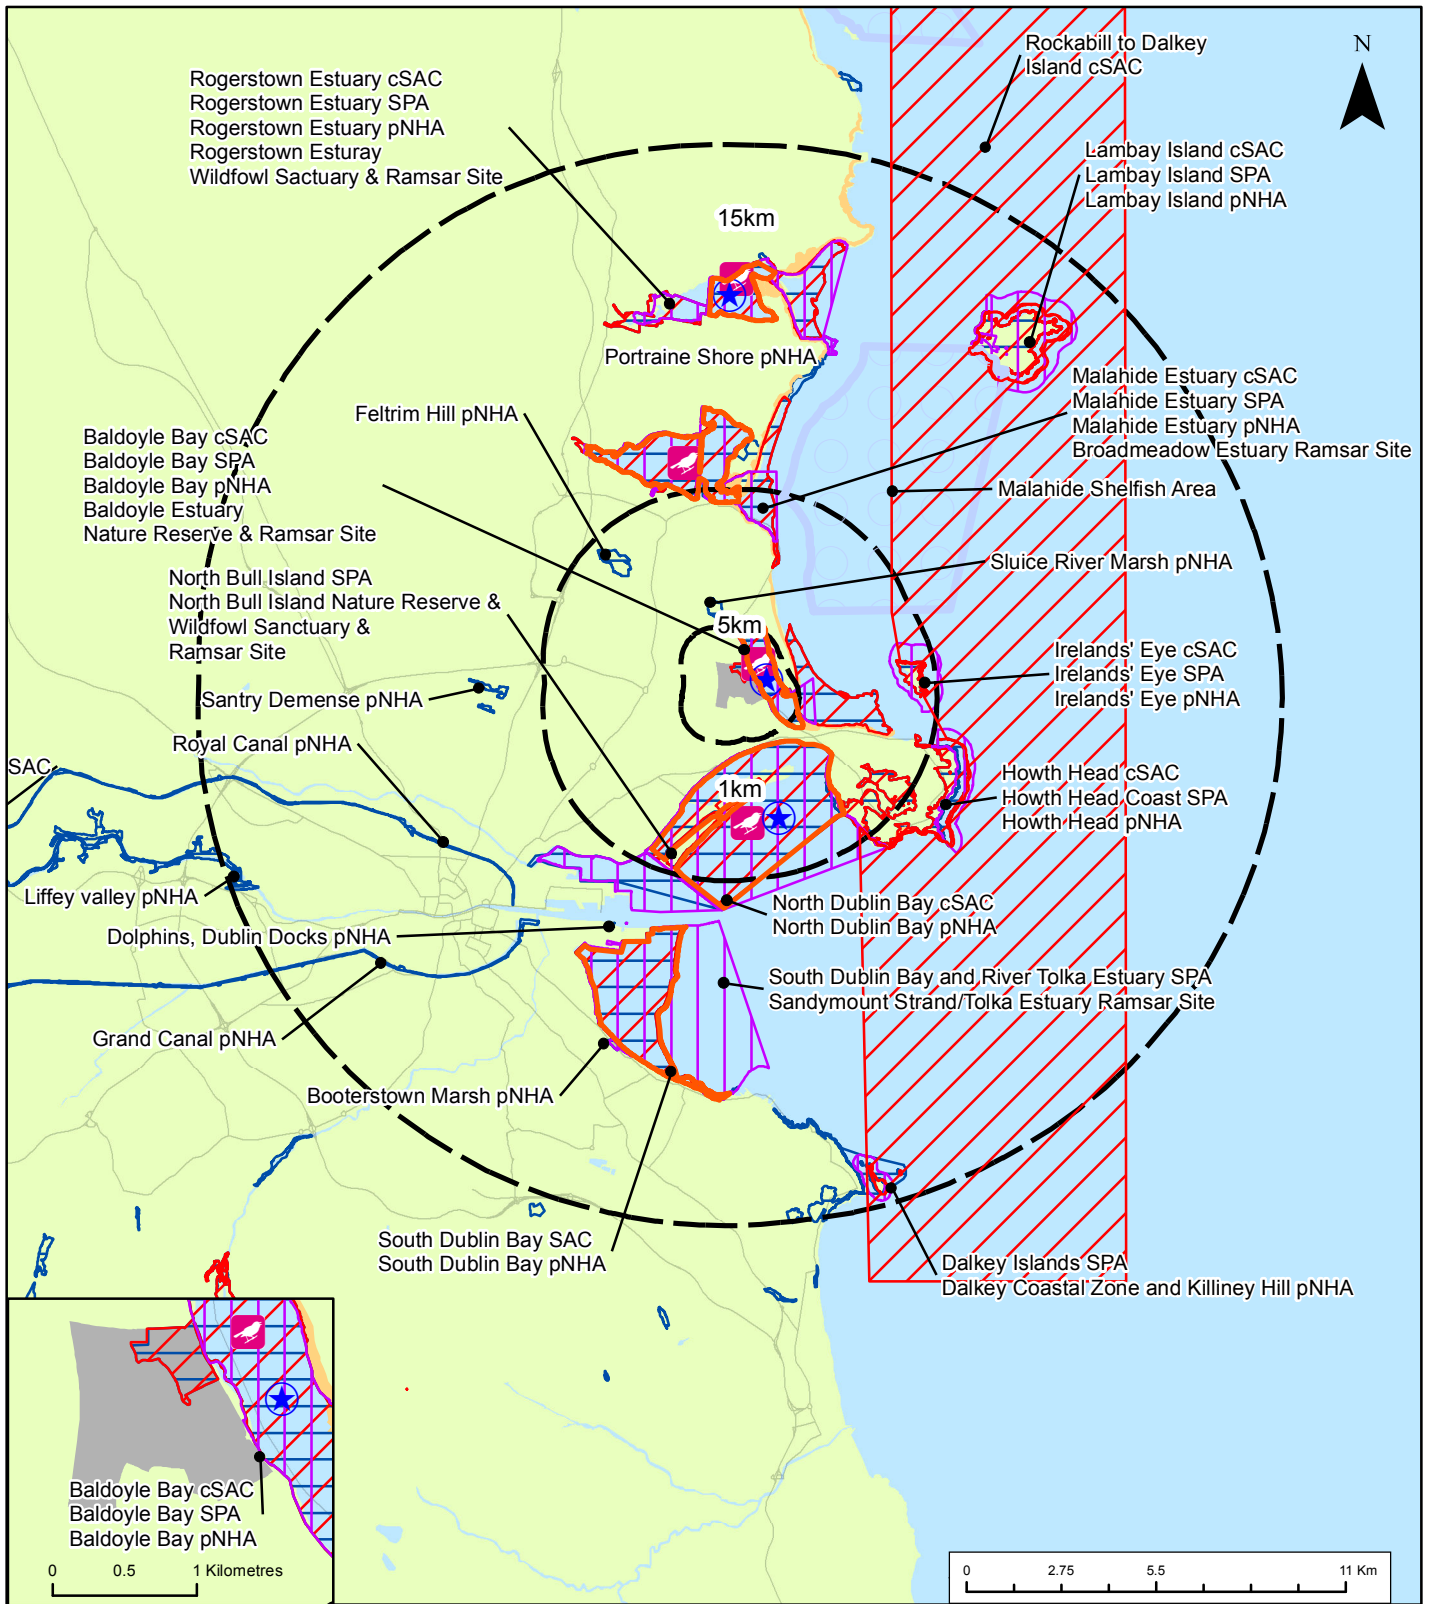 Rockabill to Dalkey
Island cSAC
N
Rogerstown Estuary cSAC
Rogerstown Estuary SPA
Rogerstown Estuary pNHA
Rogerstown Esturay
Wildfowl Sactuary & Ramsar Site
Lambay Island cSAC
Lambay Island SPA
Lambay Island pNHA
15km
Portraine Shore pNHA
Malahide Estuary cSAC
Malahide Estuary SPA
Malahide Estuary pNHA
Broadmeadow Estuary Ramsar Site
Feltrim Hill pNHA
Baldoyle Bay cSAC
Baldoyle Bay SPA
Baldoyle Bay pNHA
Baldoyle Estuary
Nature Reserve & Ramsar Site
Malahide Shelfish Area
Sluice River Marsh pNHA
North Bull Island SPA
North Bull Island Nature Reserve &
Wildfowl Sanctuary &
Ramsar Site
5km
Irelands' Eye cSAC
Irelands' Eye SPA
Irelands' Eye pNHA
Santry Demense pNHA
Royal Canal pNHA
SAC
Howth Head cSAC
Howth Head Coast SPA
Howth Head pNHA
1km
Liffey valley pNHA
North Dublin Bay cSAC
North Dublin Bay pNHA
Dolphins, Dublin Docks pNHA
South Dublin Bay and River Tolka Estuary SPA
Sandymount Strand/Tolka Estuary Ramsar Site
Grand Canal pNHA
Booterstown Marsh pNHA
South Dublin Bay SAC
South Dublin Bay pNHA
Dalkey Islands SPA
Dalkey Coastal Zone and Killiney Hill pNHA
Baldoyle Bay cSAC
Baldoyle Bay SPA
Baldoyle Bay pNHA
0 0.5 1 Kilometres
0 2.75 5.5 11 Km